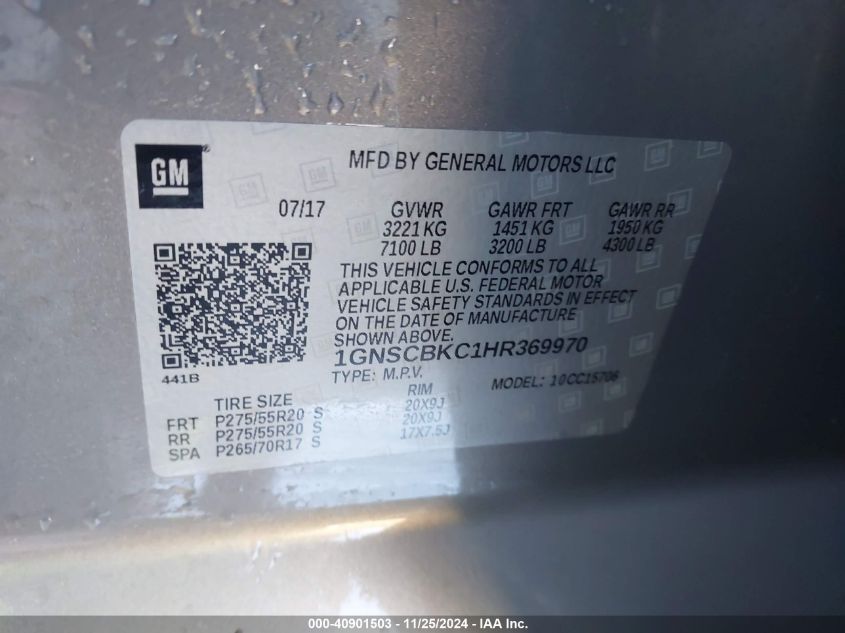 GM
MFD BY GENERAL MOTORS LLC
07/17 GVWR GAWR FRT GAWR RR
3221 KG 1451 KG 1950 KG
7100 LB 3200 LB 4300 LB
THIS VEHICLE CONFORMS TO ALL
APPLICABLE U.S. FEDERAL MOTOR
VEHICLE SAFETY STANDARDS IN EFFECT
ON THE DATE OF MANUFACTURE
SHOWN ABOVE.
1GNSCBKC1HR369970
441B TYPE: M.P.V. MODEL: 10CC15706
TIRE SIZE RIM
FRT P275/55R20 S 20X9J
RR P275/55R20 S 20X9J
SPA P265/70R17 S 17X7.5J
000-40901503 - 11/25/2024 - IAA Inc.